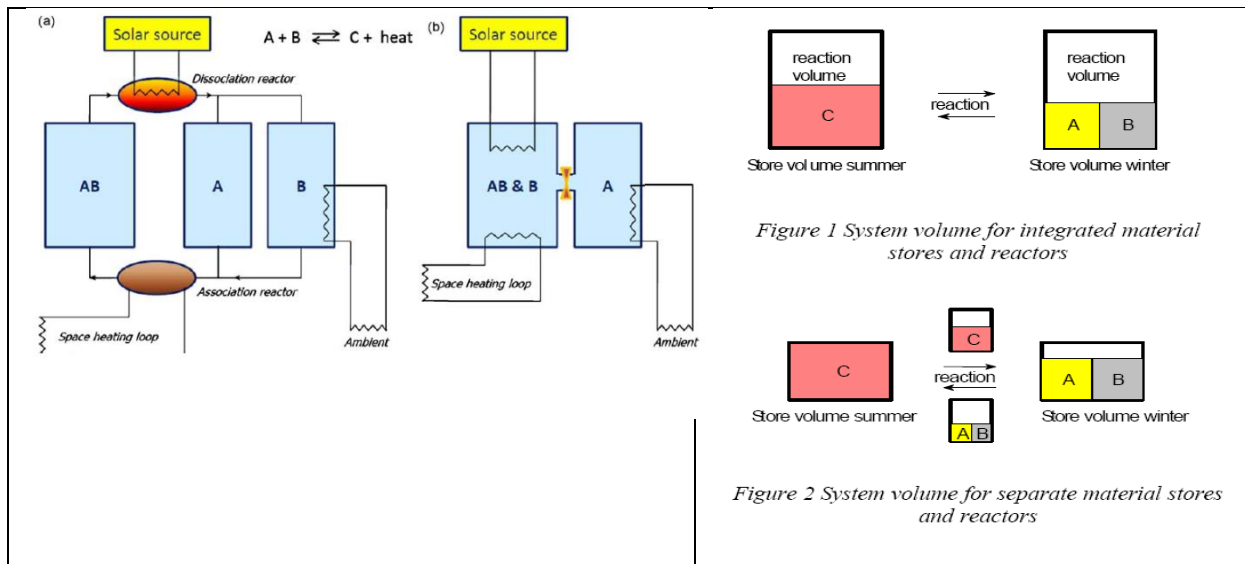 (a)
Solar source
A + B ⇌ C + heat
Dissociation reactor
AB
A
B
Association reactor
Space heating loop
Ambient
(b)
Solar source
AB & B
A
Space heating loop
Ambient
reaction
volume
C
Store volume summer
reaction
reaction
volume
A
B
Store volume winter
Figure 1 System volume for integrated material
stores and reactors
C
Store volume summer
C
reaction
A B
A
B
Store volume winter
Figure 2 System volume for separate material stores
and reactors